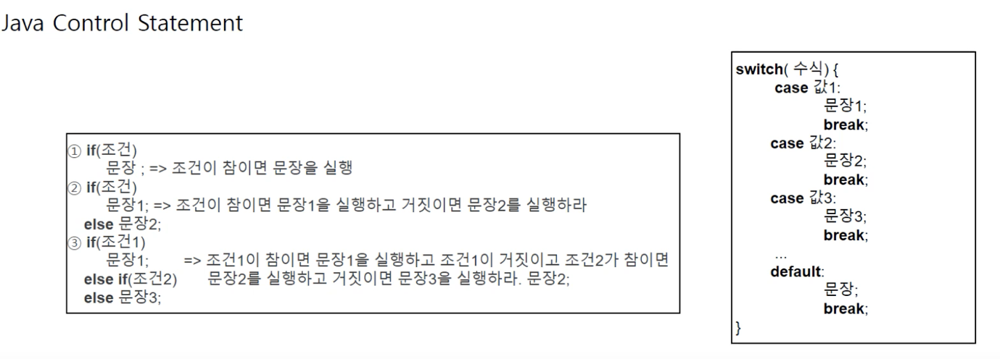 Java Control Statement
① if(조건)
문장 ; => 조건이 참이면 문장을 실행
② if(조건)
문장1; => 조건이 참이면 문장1을 실행하고 거짓이면 문장2를 실행하라
else 문장2;
③ if(조건1)
문장1; => 조건1이 참이면 문장1을 실행하고 조건1이 거짓이고 조건2가 참이면
else if(조건2) 문장2를 실행하고 거짓이면 문장3을 실행하라. 문장2;
else 문장3;
switch( 수식) {
case 값1:
문장1;
break;
case 값2:
문장2;
break;
case 값3:
문장3;
break;
...
default:
문장;
break;
}